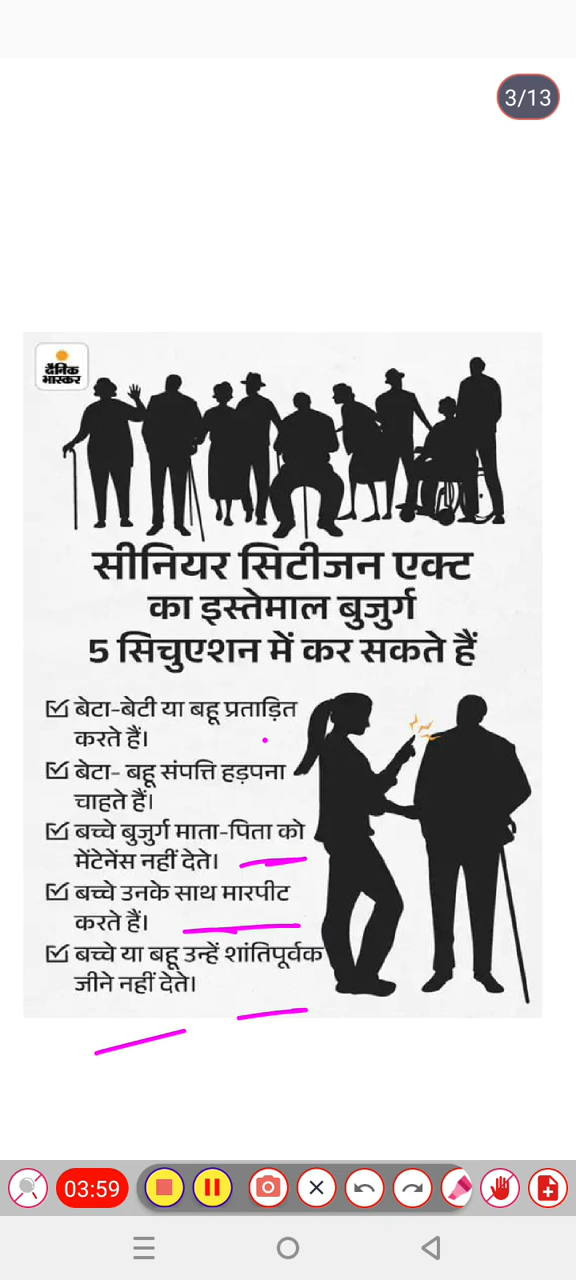 3/13
दैनिक
भास्कर
सीनियर सिटीजन एक्ट
का इस्तेमाल बुजुर्ग
5 सिचुएशन में कर सकते हैं
बेटा-बेटी या बहू प्रताड़ित
करते हैं।
बेटा- बहू संपत्ति हड़पना
चाहते हैं।
बच्चे बुजुर्ग माता-पिता को
मेंटेनेंस नहीं देते।
बच्चे उनके साथ मारपीट
करते हैं।
बच्चे या बहू उन्हें शांतिपूर्वक
जीने नहीं देते।
03:59